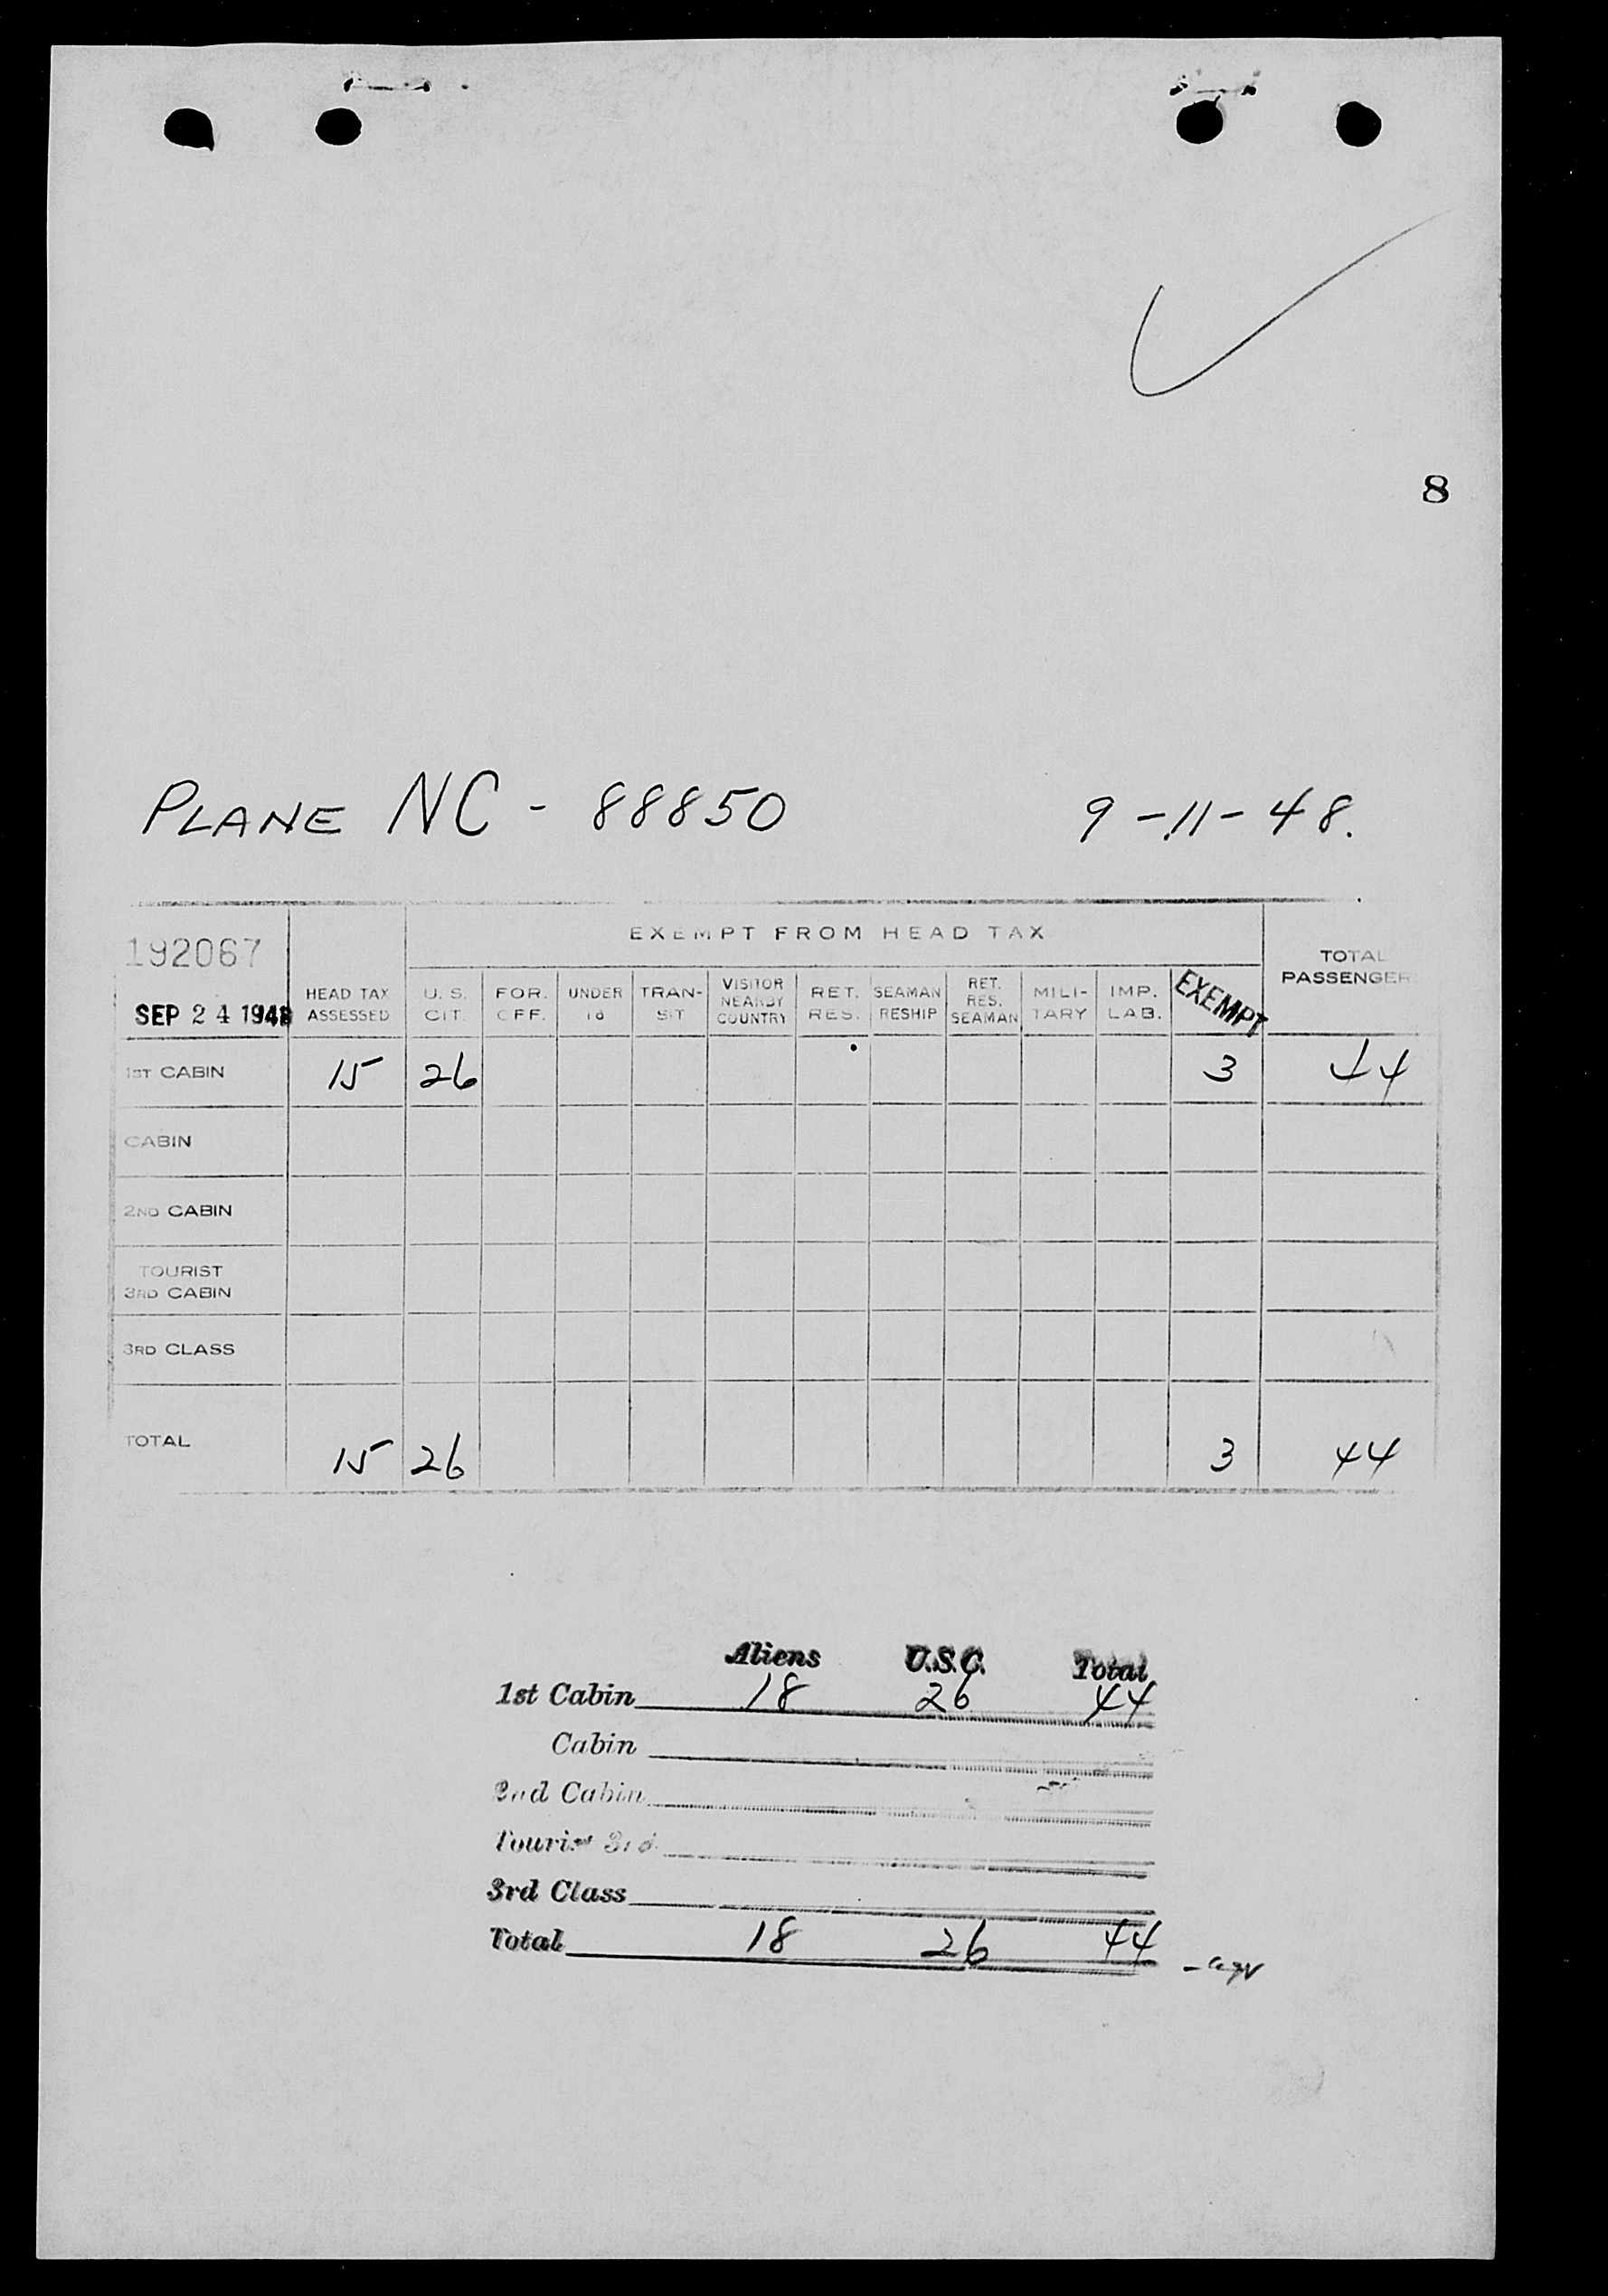 8
PLANE NC - 88850 9-11-48.
192067
SEP 24 1948
HEAD TAX ASSESSED
EXEMPT FROM HEAD TAX
U. S. CIT.
FOR. OFF.
UNDER 16
TRAN- SIT
VISITOR NEARBY COUNTRY
RET. RES.
SEAMAN RESHIP
RET. RES. SEAMAN
MILI- TARY
IMP. LAB.
EXEMPT
TOTAL PASSENGER
1ST CABIN 15 26 3 44
CABIN
2ND CABIN
TOURIST
3RD CABIN
3RD CLASS
TOTAL 15 26 3 44
Aliens U.S.C. Total
1st Cabin 18 26 44
Cabin
2nd Cabin
Tourist 3rd
3rd Class
Total 18 26 44